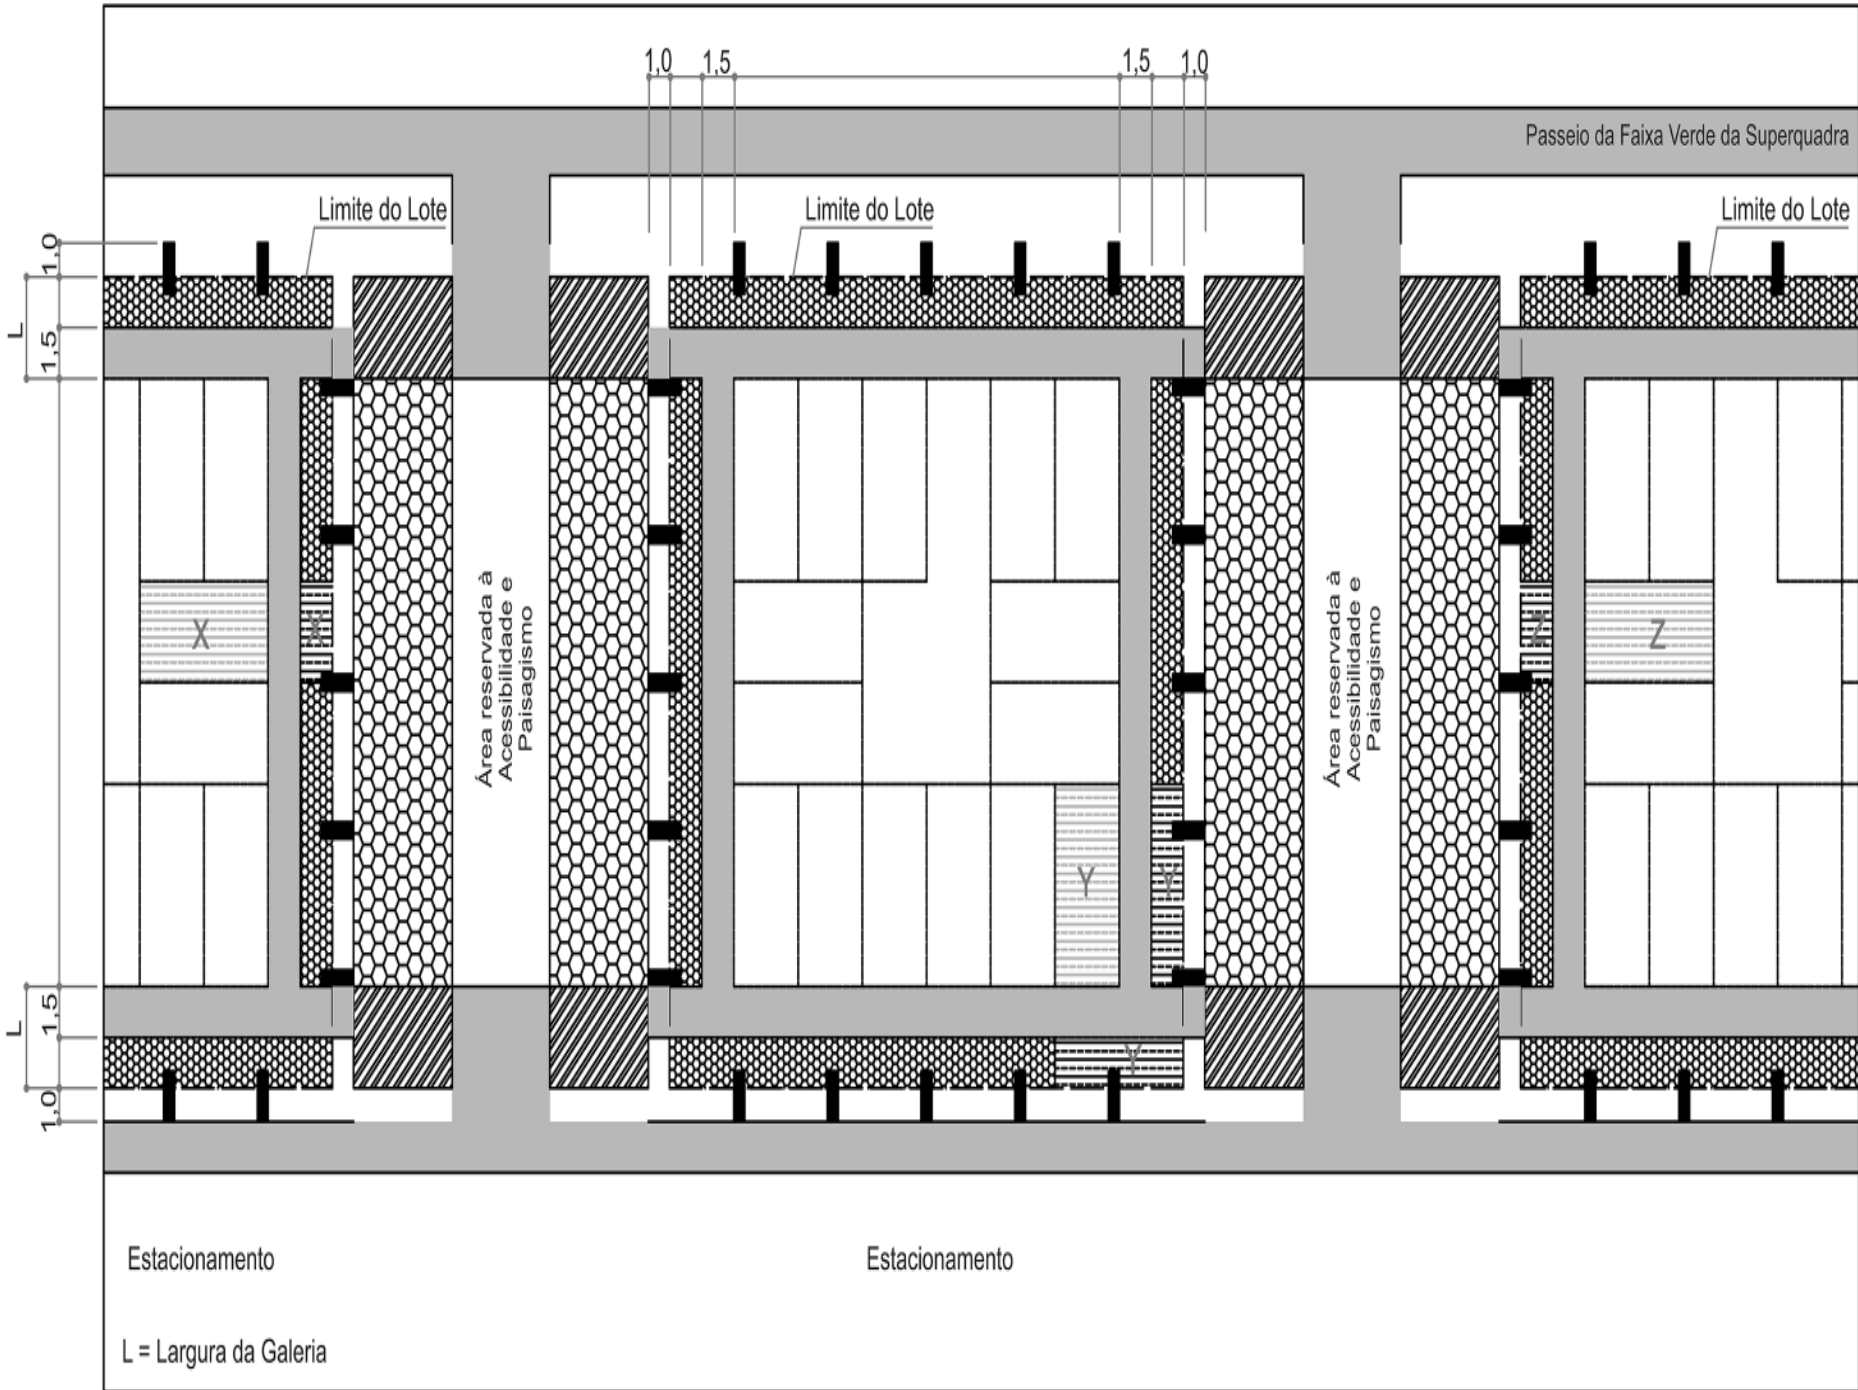 1,0
1,5
1,5
1,0
Passeio da Faixa Verde da Superquadra
Limite do Lote
Limite do Lote
Limite do Lote
1,0
L
1,5
Área reservada à
Acessibilidade e
Paisagismo
Área reservada à
Acessibilidade e
Paisagismo
X
X
Z
Z
Y
Y
Y
1,5
L
1,0
Estacionamento
Estacionamento
L = Largura da Galeria